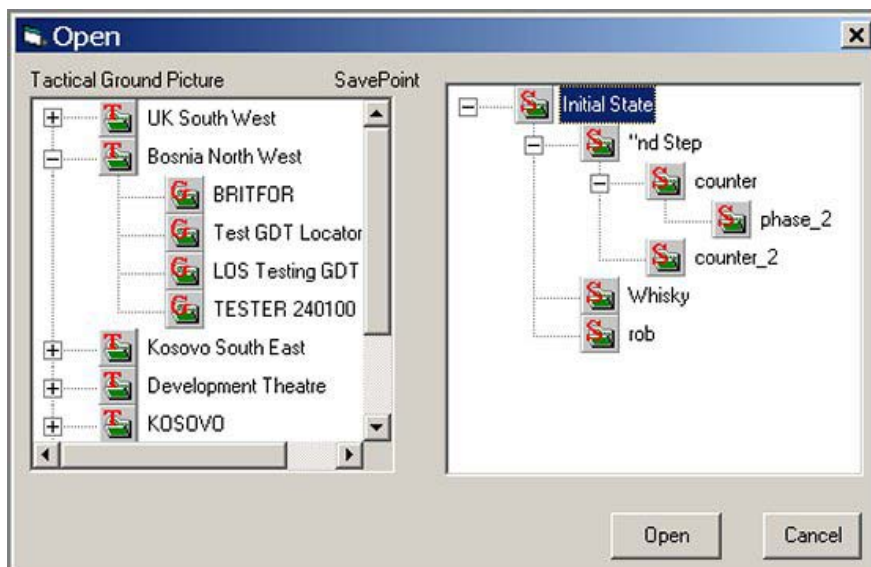 Open
Tactical Ground Picture SavePoint
UK South West
Bosnia North West
BRITFOR
Test GDT Locator
LOS Testing GDT
TESTER 240100
Kosovo South East
Development Theatre
KOSOVO
Initial State
"nd Step
counter
phase_2
counter_2
Whisky
rob
Open Cancel